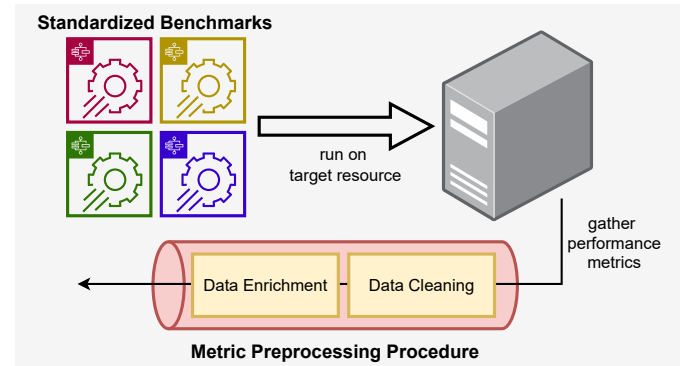 Standardized Benchmarks
run on
target resource
gather
performance
metrics
Data Enrichment
Data Cleaning
Metric Preprocessing Procedure